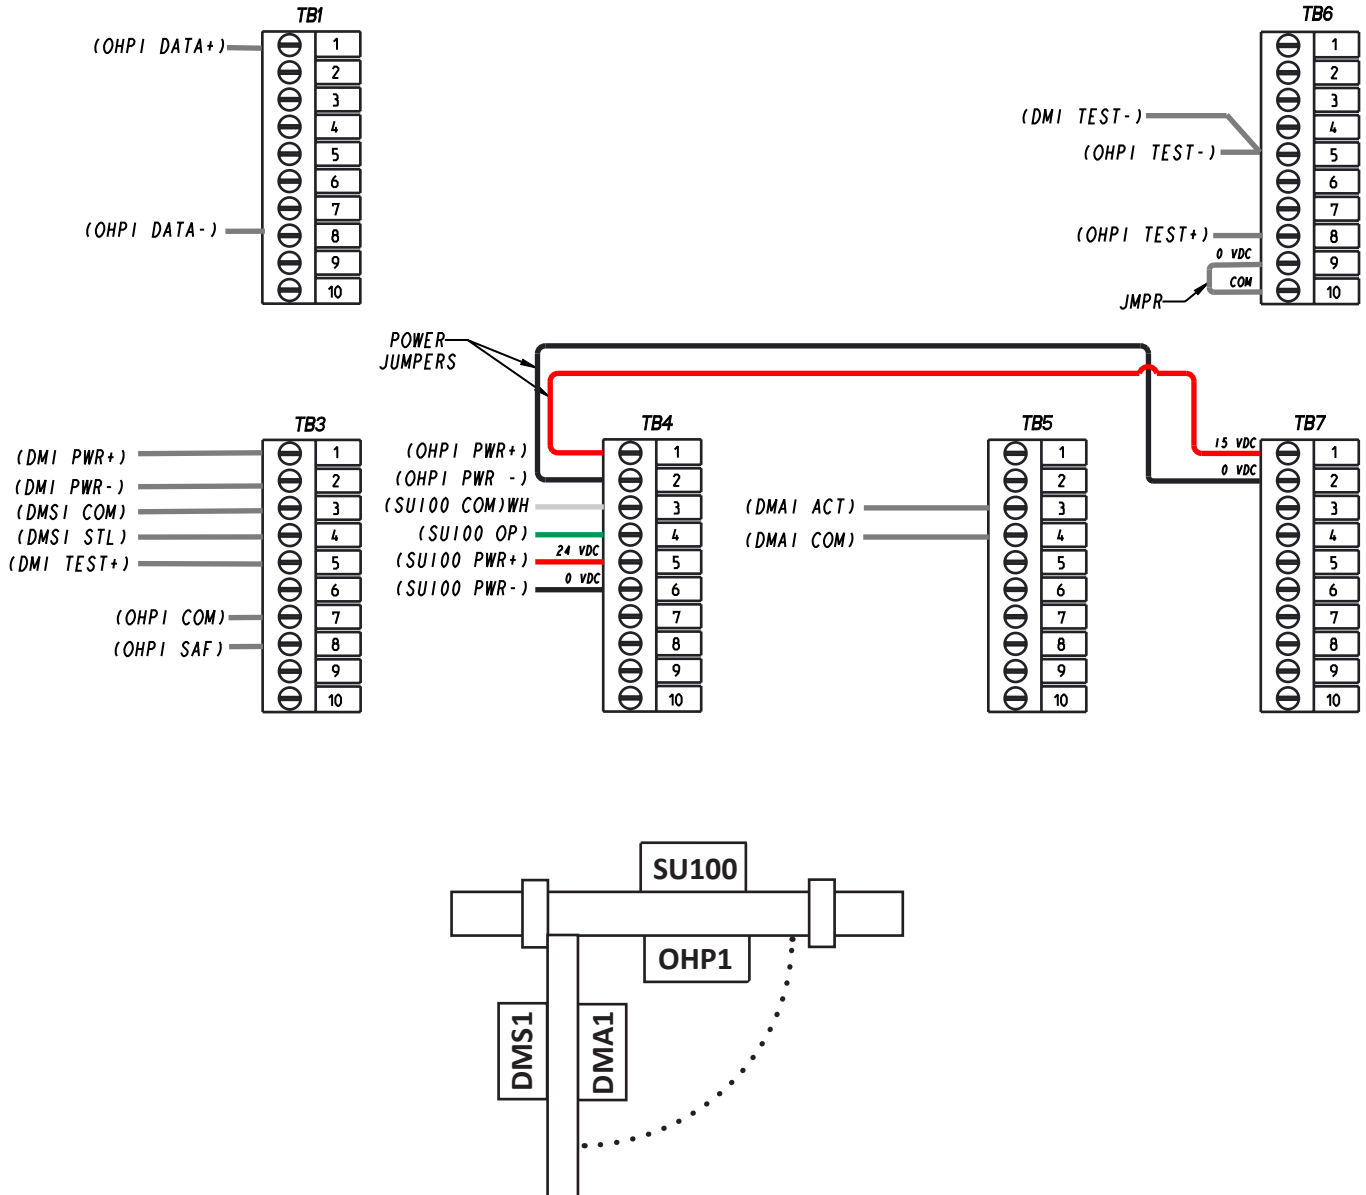 TB1
(OHP1 DATA+)
1
2
3
4
5
6
7
(OHP1 DATA-)
8
9
10
TB6
1
2
3
(DM1 TEST-)
4
(OHP1 TEST-)
5
6
7
(OHP1 TEST+)
8
0 VDC
9
COM
10
JMPR
POWER
JUMPERS
TB3
(DM1 PWR+)
1
(DM1 PWR-)
2
(DMS1 COM)
3
(DMS1 STL)
4
(DM1 TEST+)
5
6
(OHP1 COM)
7
(OHP1 SAF)
8
9
10
TB4
(OHP1 PWR+)
1
(OHP1 PWR -)
2
(SU100 COM)WH
3
(SU100 OP)
4
24 VDC
(SU100 PWR+)
5
0 VDC
(SU100 PWR-)
6
7
8
9
10
TB5
1
2
(DMA1 ACT)
3
(DMA1 COM)
4
5
6
7
8
9
10
TB7
15 VDC
1
0 VDC
2
3
4
5
6
7
8
9
10
SU100
OHP1
DMS1
DMA1